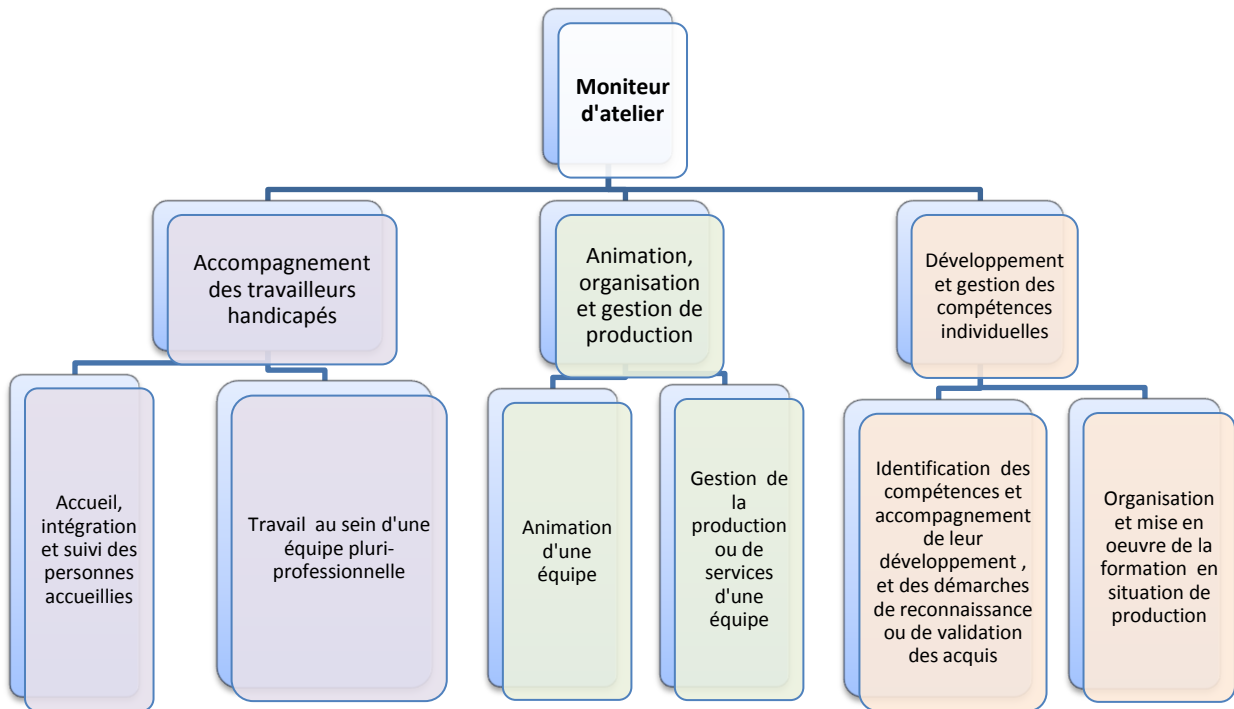 Moniteur
d'atelier
Accompagnement
des travailleurs
handicapés
Animation,
organisation
et gestion de
production
Développement
et gestion des
compétences
individuelles
Accueil,
intégration
et suivi des
personnes
accueillies
Travail au sein d'une
équipe pluri-
professionnelle
Animation
d'une
équipe
Gestion de
la
production
ou de
services
d'une
équipe
Identification des
compétences et
accompagnement
de leur
développement ,
et des démarches
de reconnaissance
ou de validation
des acquis
Organisation
et mise en
oeuvre de la
formation en
situation de
production